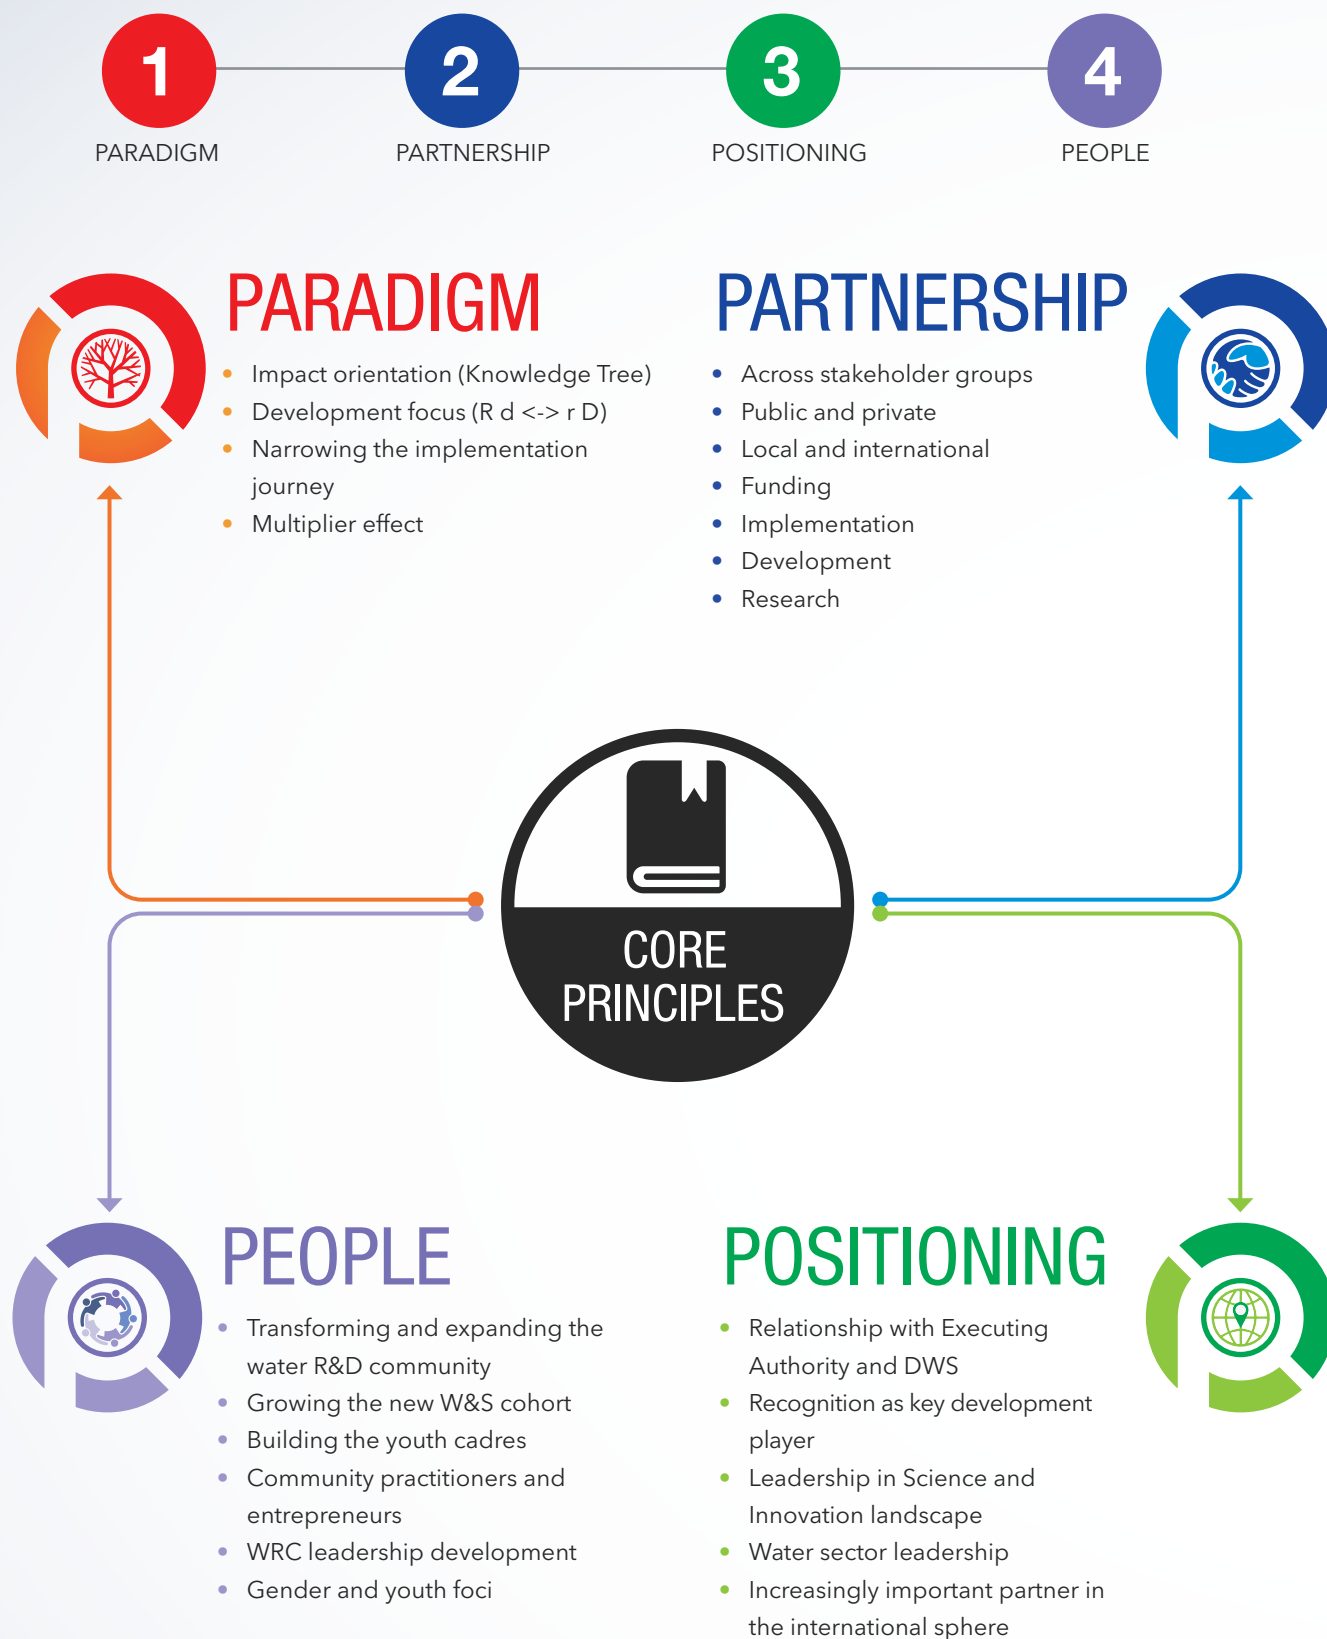 1
2
3
4
PARADIGM
PARTNERSHIP
POSITIONING
PEOPLE
PARADIGM
• Impact orientation (Knowledge Tree)
• Development focus (R d <-> r D)
• Narrowing the implementation
journey
• Multiplier effect
PARTNERSHIP
• Across stakeholder groups
• Public and private
• Local and international
• Funding
• Implementation
• Development
• Research
CORE
PRINCIPLES
PEOPLE
• Transforming and expanding the
water R&D community
• Growing the new W&S cohort
• Building the youth cadres
• Community practitioners and
entrepreneurs
• WRC leadership development
• Gender and youth foci
POSITIONING
• Relationship with Executing
Authority and DWS
• Recognition as key development
player
• Leadership in Science and
Innovation landscape
• Water sector leadership
• Increasingly important partner in
the international sphere